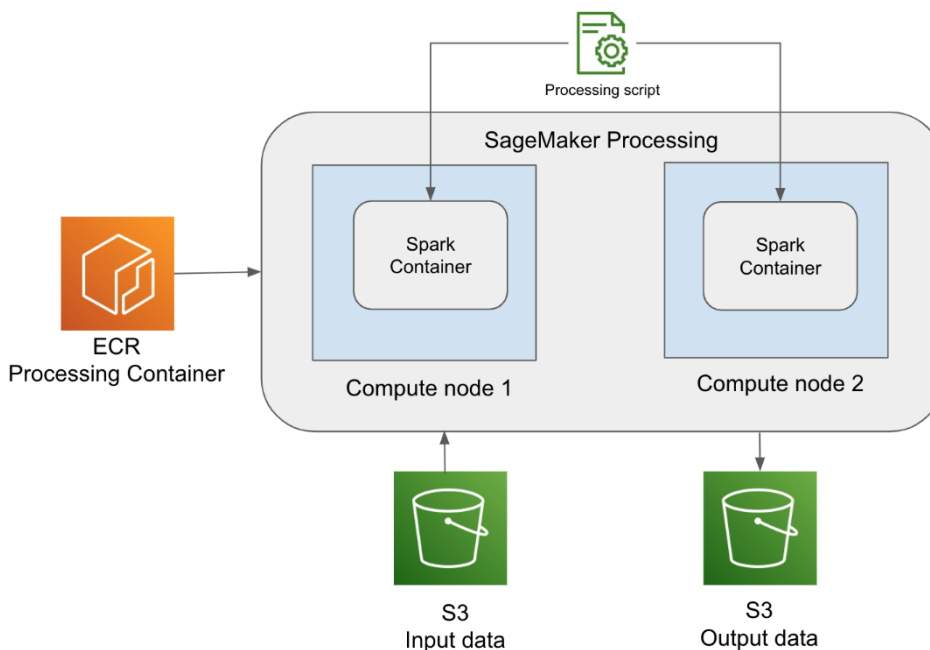 Processing script
SageMaker Processing
Spark
Container
Spark
Container
Compute node 1
Compute node 2
ECR
Processing Container
S3
Input data
S3
Output data